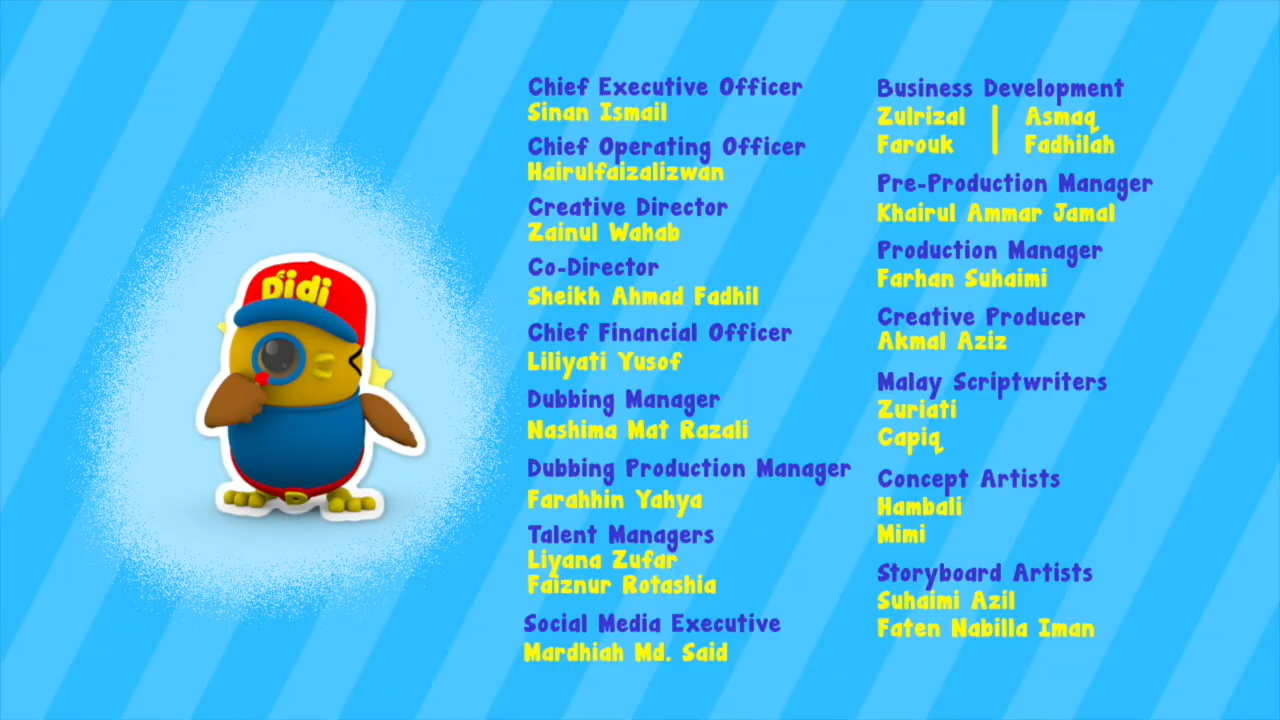 Didi
Chief Executive Officer
Sinan Ismail
Chief Operating Officer
Hairulfaizalizwan
Creative Director
Zainul Wahab
Co-Director
Sheikh Ahmad Fadhil
Chief Financial Officer
Liliyati Yusof
Dubbing Manager
Nashima Mat Razali
Dubbing Production Manager
Farahhin Yahya
Talent Managers
Liyana Zufar
Faiznur Rotashia
Social Media Executive
Mardhiah Md. Said
Business Development
Zulrizal | Asmaq
Farouk | Fadhilah
Pre-Production Manager
Khairul Ammar Jamal
Production Manager
Farhan Suhaimi
Creative Producer
Akmal Aziz
Malay Scriptwriters
Zuriati
Capiq
Concept Artists
Hambali
Mimi
Storyboard Artists
Suhaimi Azil
Faten Nabilla Iman